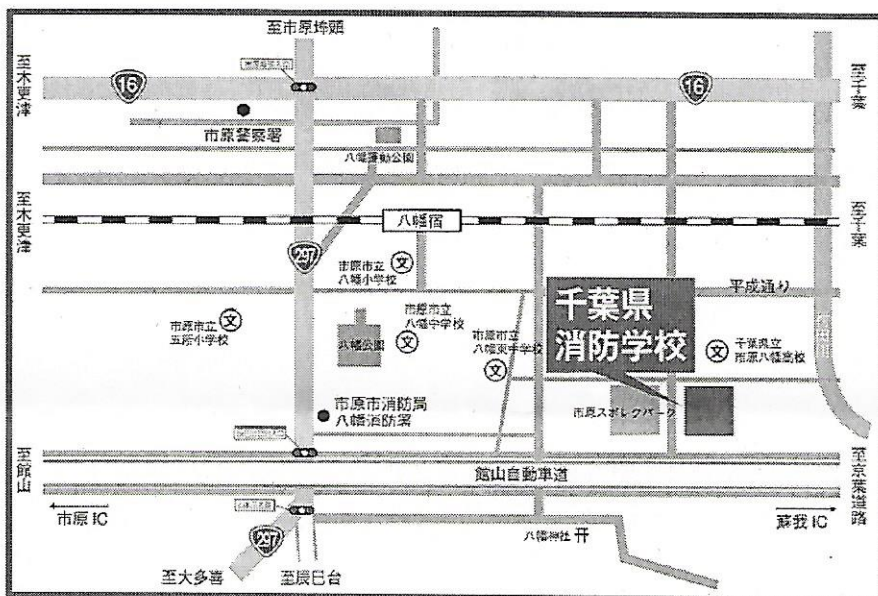 至市原埠頭
至木更津
16
16
至千葉
市原警察署
八幡運動公園
至木更津
八幡宿
至千葉
297
市原市立
八幡小学校
文
平成通り
千葉県
消防学校
市原市立
五所小学校
文
市原市立
八幡中学校
文
八幡公園
市原市立
八幡東中学校
文
文
千葉県立
市原八幡高校
市原スポレクパーク
市原市消防局
八幡消防署
至館山
館山自動車道
至京葉道路
市原IC
蘇我IC
297
八幡神社
至大多喜
至辰巳台